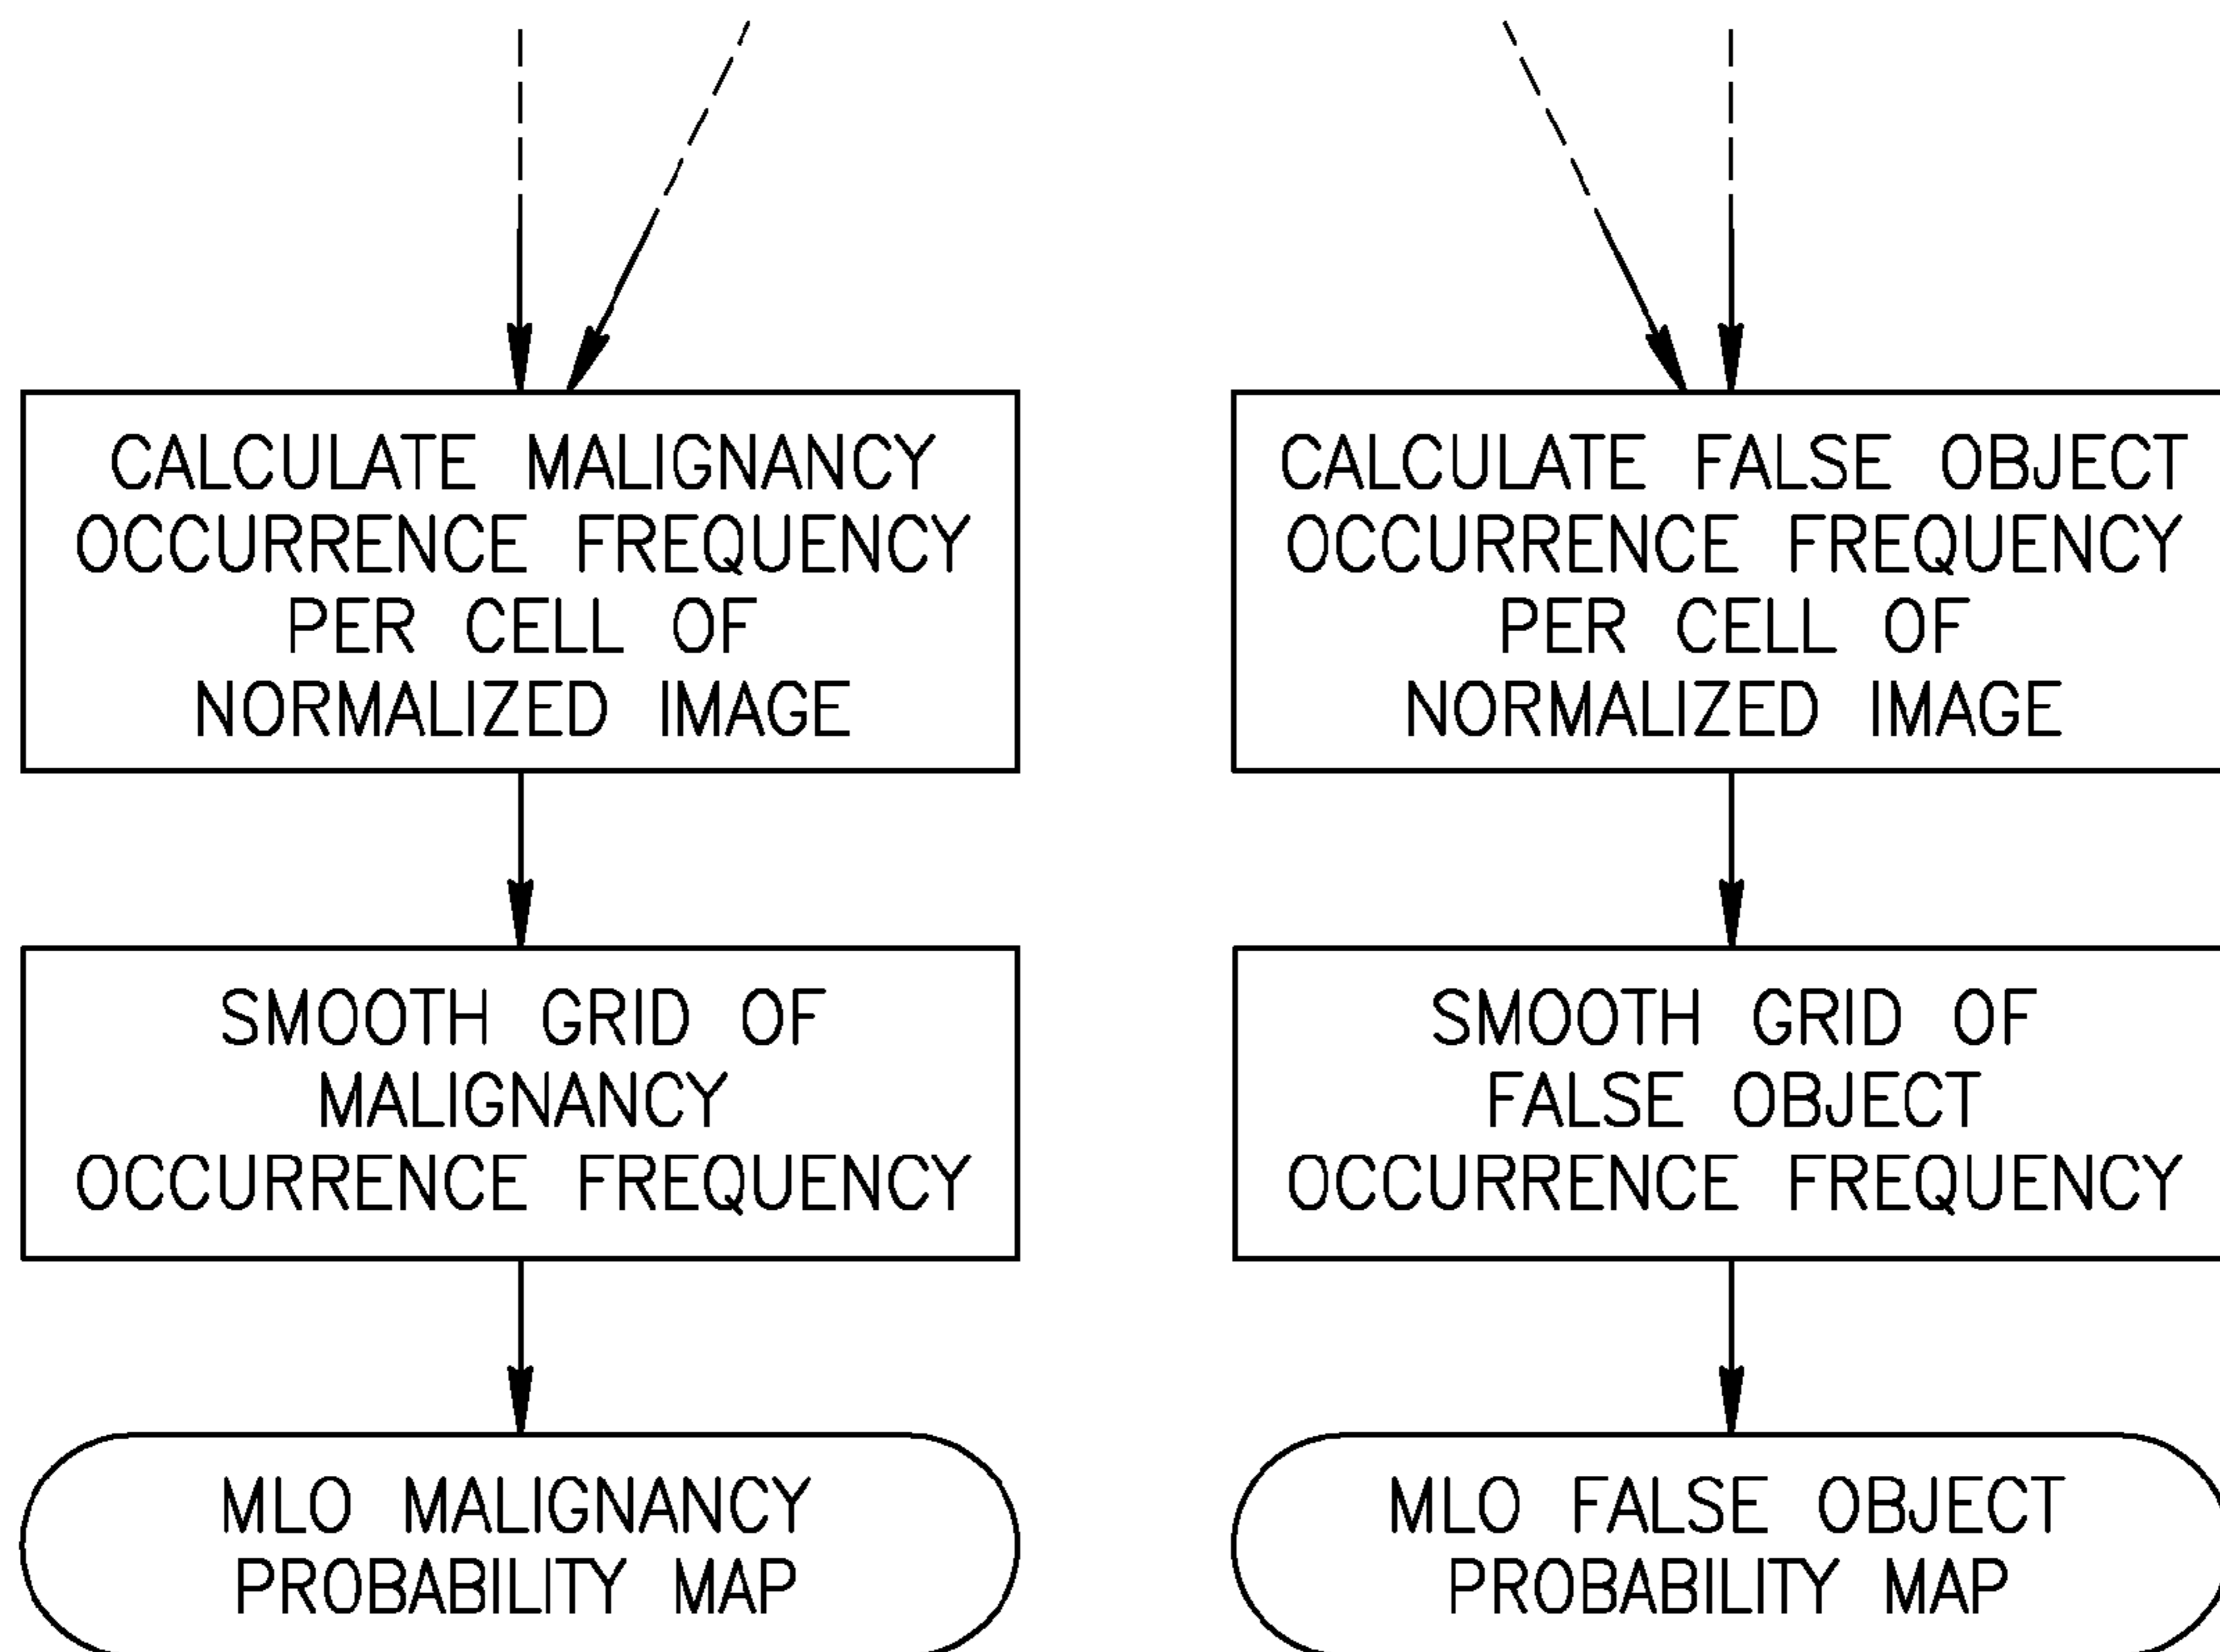 CALCULATE MALIGNANCY
OCCURRENCE FREQUENCY
PER CELL OF
NORMALIZED IMAGE
CALCULATE FALSE OBJECT
OCCURRENCE FREQUENCY
PER CELL OF
NORMALIZED IMAGE
SMOOTH GRID OF
MALIGNANCY
OCCURRENCE FREQUENCY
SMOOTH GRID OF
FALSE OBJECT
OCCURRENCE FREQUENCY
MLO MALIGNANCY
PROBABILITY MAP
MLO FALSE OBJECT
PROBABILITY MAP